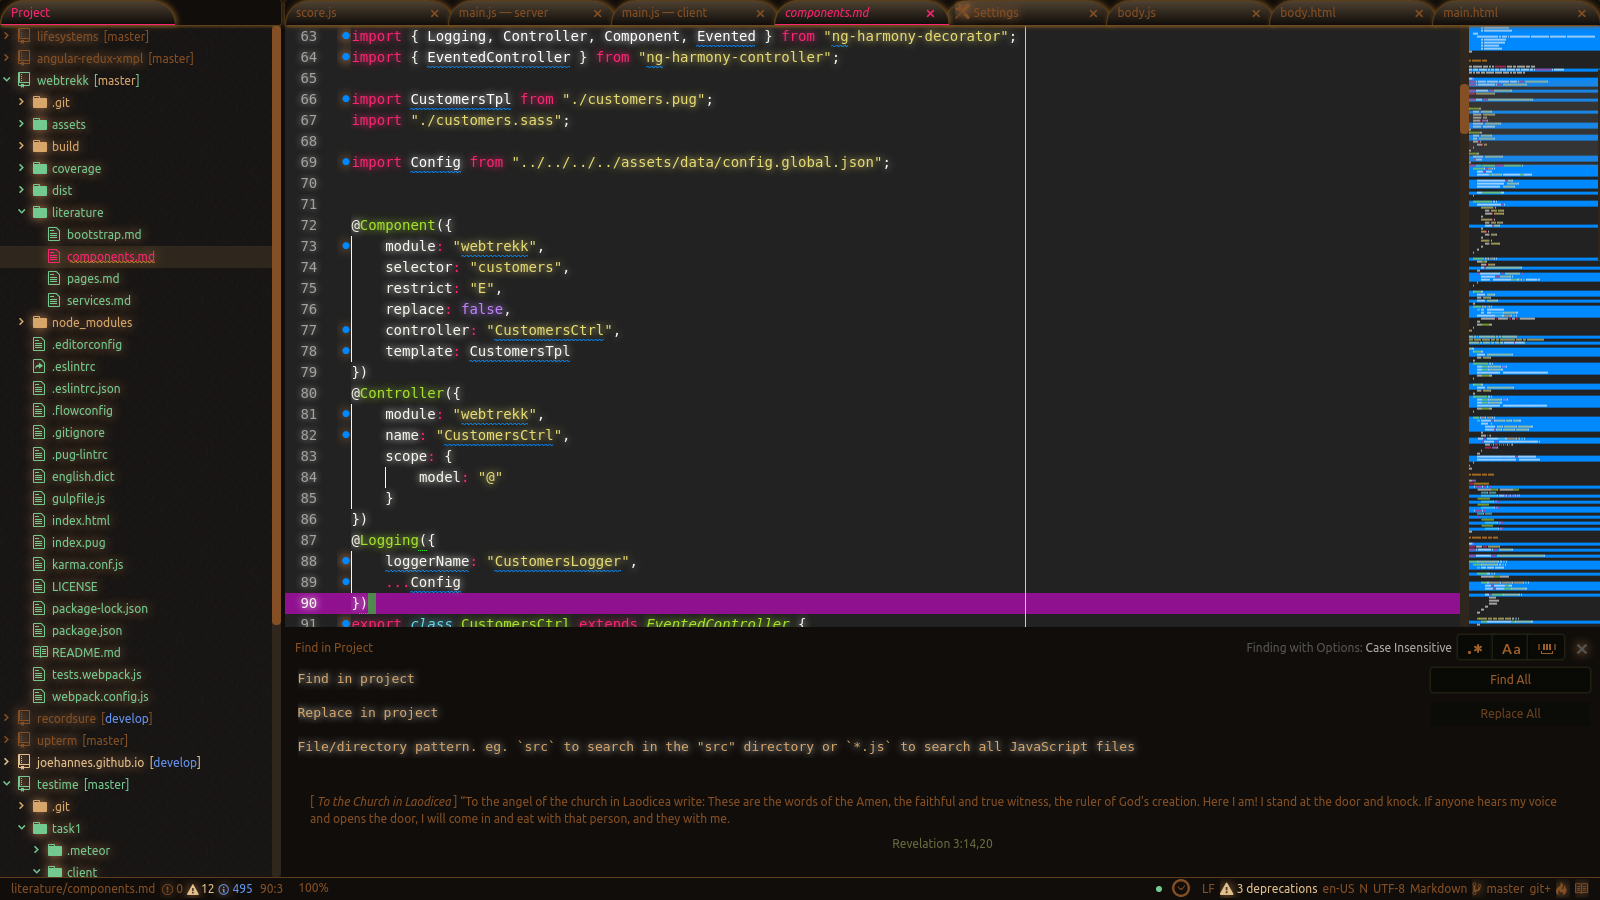 Project
score.js
main.js — server
main.js — client
components.md
Settings
body.js
body.html
main.html
lifesystems [master]
angular-redux-xmpl [master]
webtrekk [master]
.git
assets
build
coverage
dist
literature
bootstrap.md
components.md
pages.md
services.md
node_modules
.editorconfig
.eslintrc
.eslintrc.json
.flowconfig
.gitignore
.pug-lintrc
english.dict
gulpfile.js
index.html
index.pug
karma.conf.js
LICENSE
package-lock.json
package.json
README.md
tests.webpack.js
webpack.config.js
recordsure [develop]
upterm [master]
joehannes.github.io [develop]
testime [master]
.git
task1
.meteor
client
63 import { Logging, Controller, Component, Evented } from "ng-harmony-decorator";
64 import { EventedController } from "ng-harmony-controller";
65
66 import CustomersTpl from "./customers.pug";
67 import "./customers.sass";
68
69 import Config from "../../../../assets/data/config.global.json";
70
71
72 @Component({
73 module: "webtrekk",
74 selector: "customers",
75 restrict: "E",
76 replace: false,
77 controller: "CustomersCtrl",
78 template: CustomersTpl
79 })
80 @Controller({
81 module: "webtrekk",
82 name: "CustomersCtrl",
83 scope: {
84 model: "@"
85 }
86 })
87 @Logging({
88 loggerName: "CustomersLogger",
89 ...Config
90 })
91 export class CustomersCtrl extends EventedController {
Find in Project
Finding with Options: Case Insensitive
.* Aa
Find in project
Find All
Replace in project
Replace All
File/directory pattern. eg. `src` to search in the "src" directory or `*.js` to search all JavaScript files
[ To the Church in Laodicea ] "To the angel of the church in Laodicea write: These are the words of the Amen, the faithful and true witness, the ruler of God's creation. Here I am! I stand at the door and knock. If anyone hears my voice
and opens the door, I will come in and eat with that person, and they with me.
Revelation 3:14,20
literature/components.md 0 12 495 90:3 100%
LF 3 deprecations en-US N UTF-8 Markdown master git+